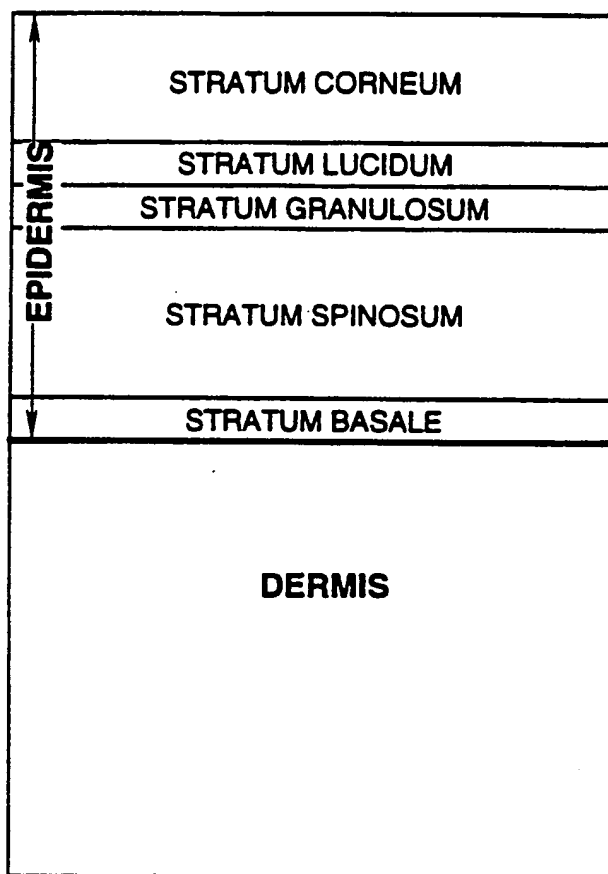 STRATUM CORNEUM
STRATUM LUCIDUM
STRATUM GRANULOSUM
EPIDERMIS
STRATUM SPINOSUM
STRATUM BASALE
DERMIS